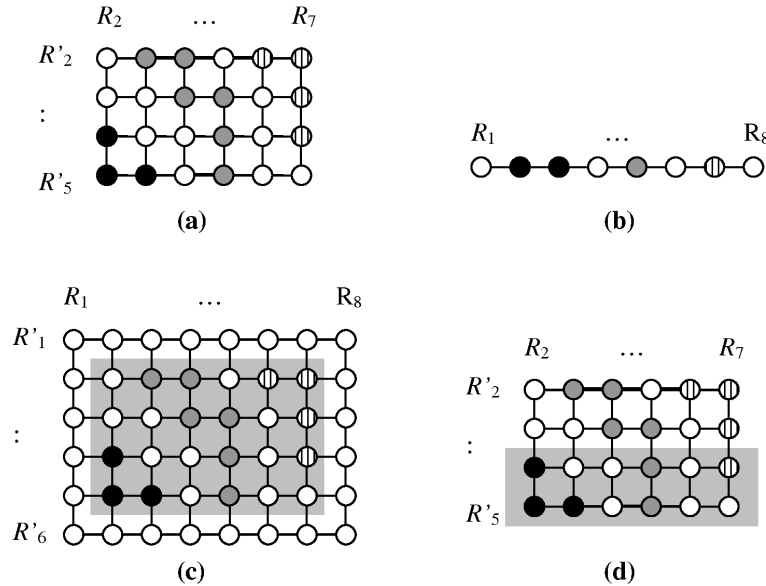 R2 ... R7
R'2
:
R'5
(a)
R1 ... R8
(b)
R1 ... R8
R'1
:
R'6
(c)
R2 ... R7
R'2
:
R'5
(d)